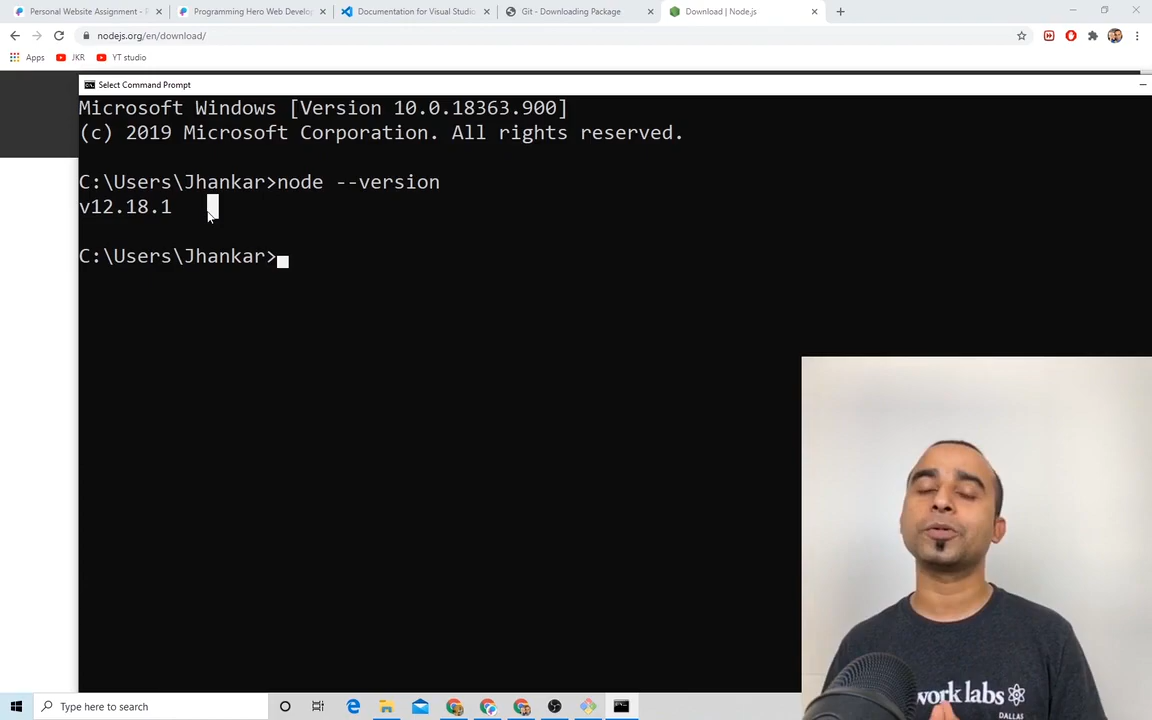 Personal Website Assignment - P
Programming Hero Web Develo
Documentation for Visual Studio
Git - Downloading Package
Download | Node.js
nodejs.org/en/download/
Apps
JKR
YT studio
Select Command Prompt
Microsoft Windows [Version 10.0.18363.900]
(c) 2019 Microsoft Corporation. All rights reserved.
C:\Users\Jhankar>node --version
v12.18.1
C:\Users\Jhankar>
work labs
DALLAS
Type here to search